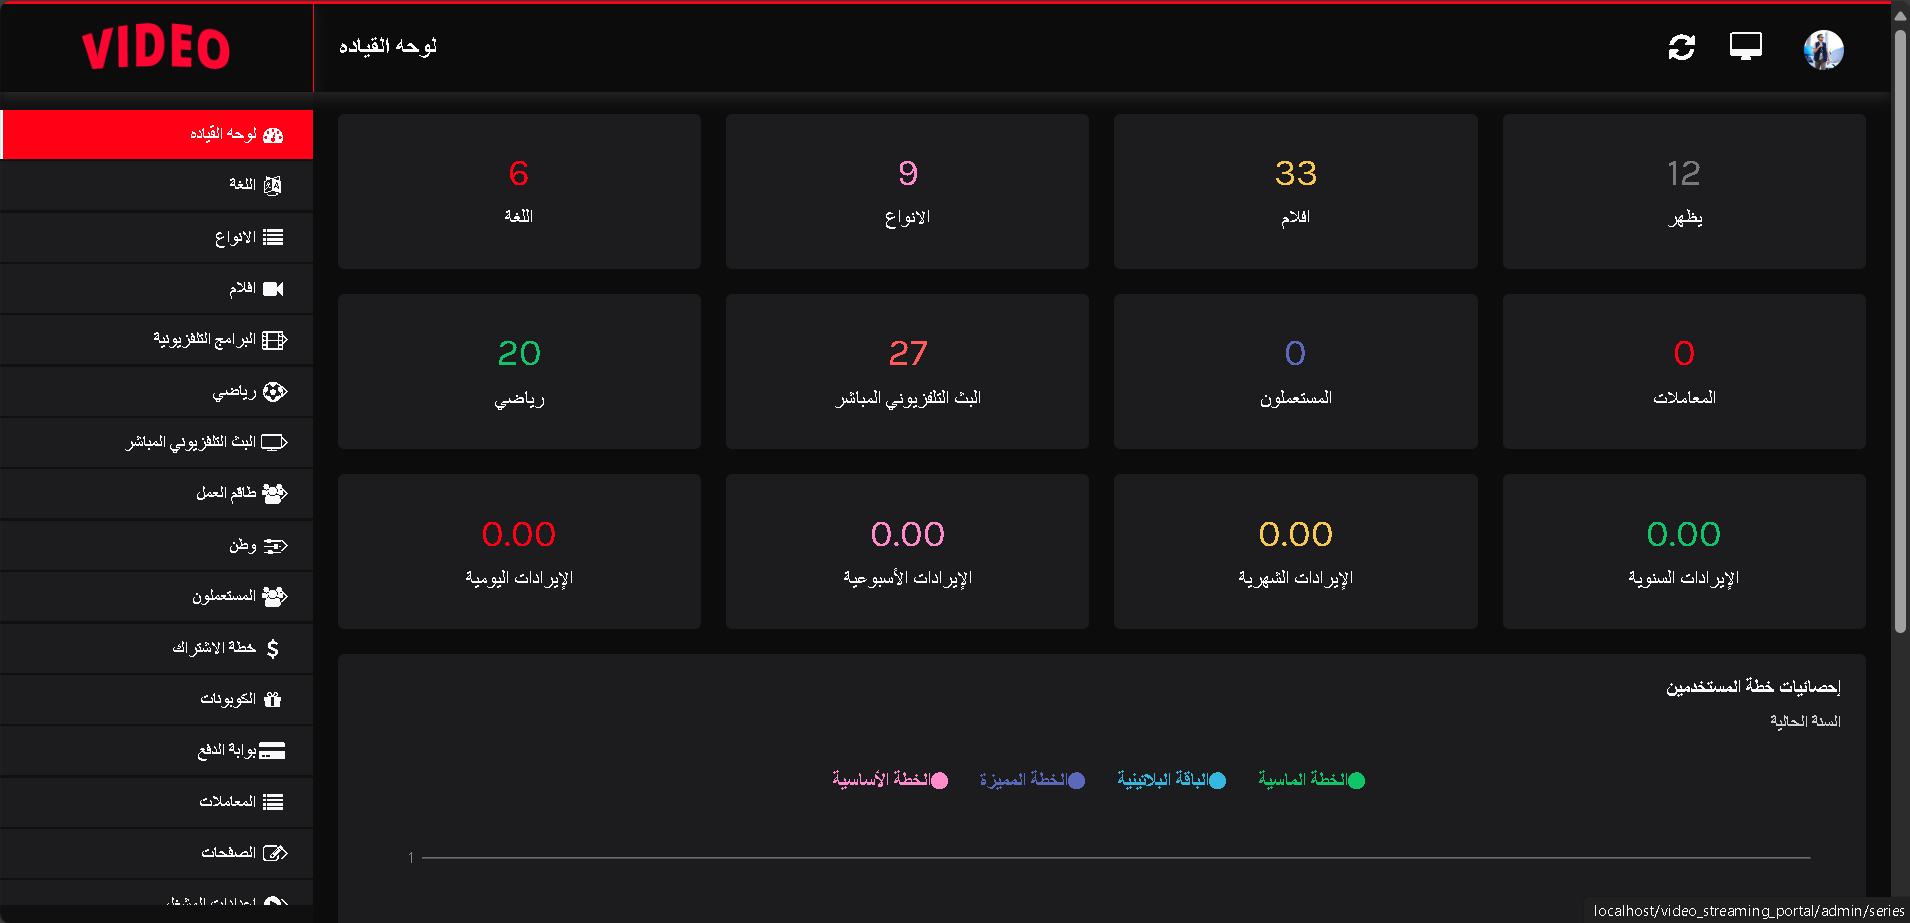 VIDEO
لوحه القياده
لوحه القياده
اللغة
الانواع
افلام
البرامج التلفزيونية
رياضي
البث التلفزيوني المباشر
طاقم العمل
وطن
المستعملون
خطة الاشتراك
الكوبونات
بوابة الدفع
المعاملات
الصفحات
إعدادات المشغل
6
اللغة
9
الانواع
33
افلام
12
يظهر
20
رياضي
27
البث التلفزيوني المباشر
0
المستعملون
0
المعاملات
0.00
الإيرادات اليومية
0.00
الإيرادات الأسبوعية
0.00
الإيرادات الشهرية
0.00
الإيرادات السنوية
إحصائيات خطة المستخدمين
السنة الحالية
الخطة الماسية
الباقة البلاتينية
الخطة المميزة
الخطة الأساسية
1
localhost/video_streaming_portal/admin/series